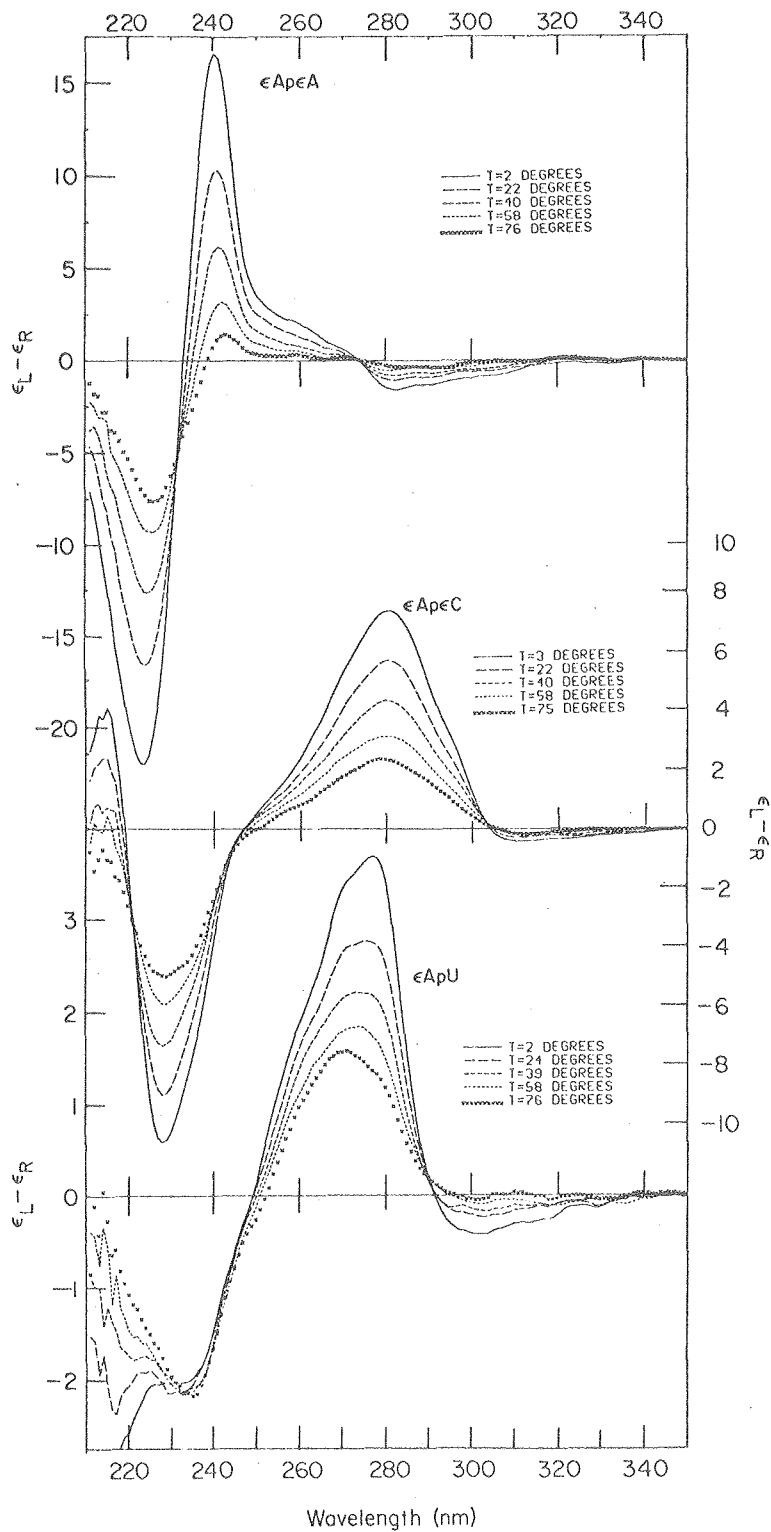 220 240 260 280 300 320 340
εApεA
15
10
5
0
−5
−10
−15
−20
εL−εR
T=2 DEGREES
T=22 DEGREES
T=40 DEGREES
T=58 DEGREES
T=76 DEGREES
εApεC
10
8
6
4
2
0
−2
−4
−6
−8
−10
εL−εR
T=3 DEGREES
T=22 DEGREES
T=40 DEGREES
T=58 DEGREES
T=75 DEGREES
εApU
3
2
1
0
−1
−2
εL−εR
T=2 DEGREES
T=24 DEGREES
T=39 DEGREES
T=58 DEGREES
T=76 DEGREES
220 240 260 280 300 320 340
Wavelength (nm)